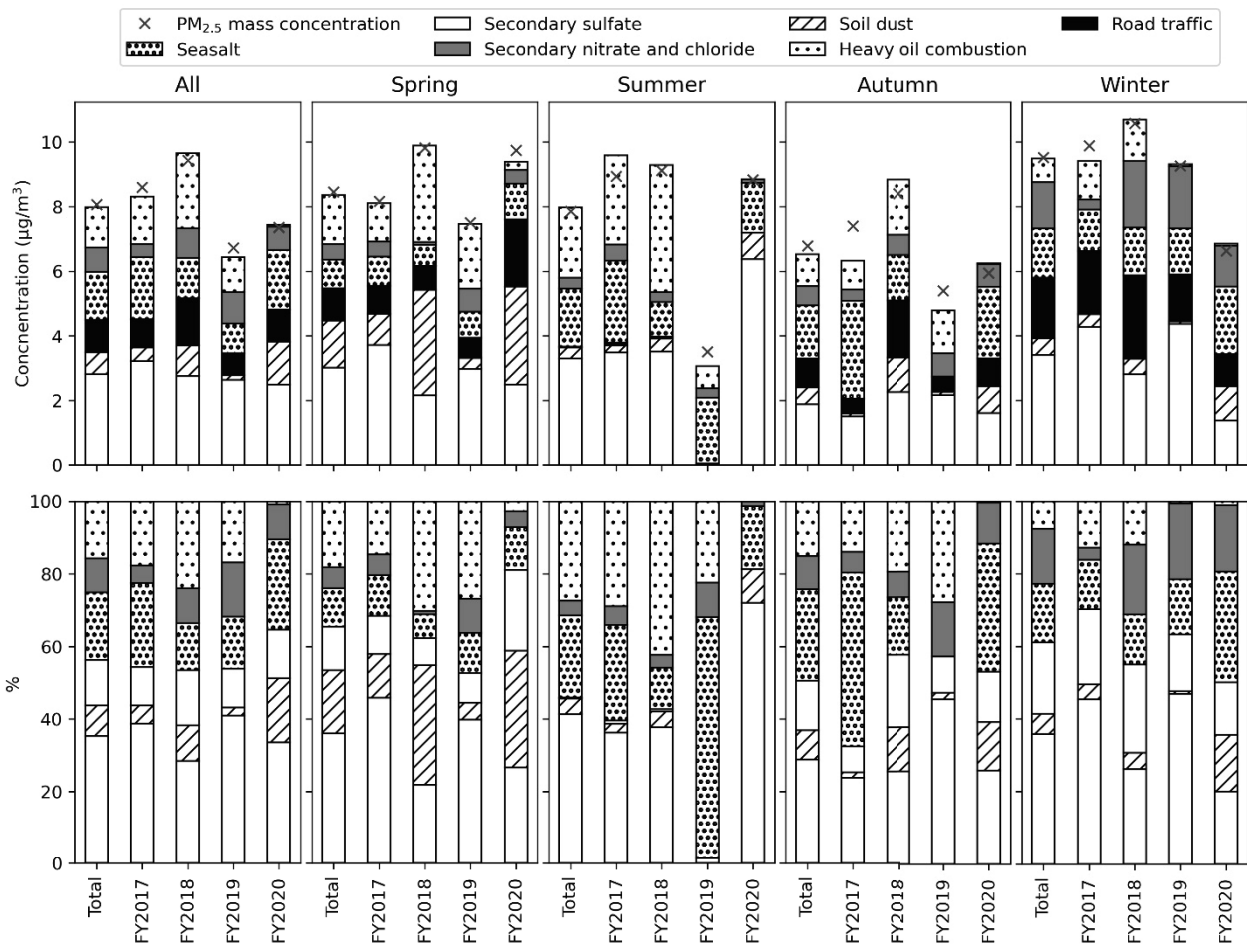 PM2.5 mass concentration Secondary sulfate Soil dust Road traffic
Seasalt Secondary nitrate and chloride Heavy oil combustion
All Spring Summer Autumn Winter
Concnentration (μg/m³)
10
8
6
4
2
0
%
100
80
60
40
20
0
Total FY2017 FY2018 FY2019 FY2020 Total FY2017 FY2018 FY2019 FY2020 Total FY2017 FY2018 FY2019 FY2020 Total FY2017 FY2018 FY2019 FY2020 Total FY2017 FY2018 FY2019 FY2020